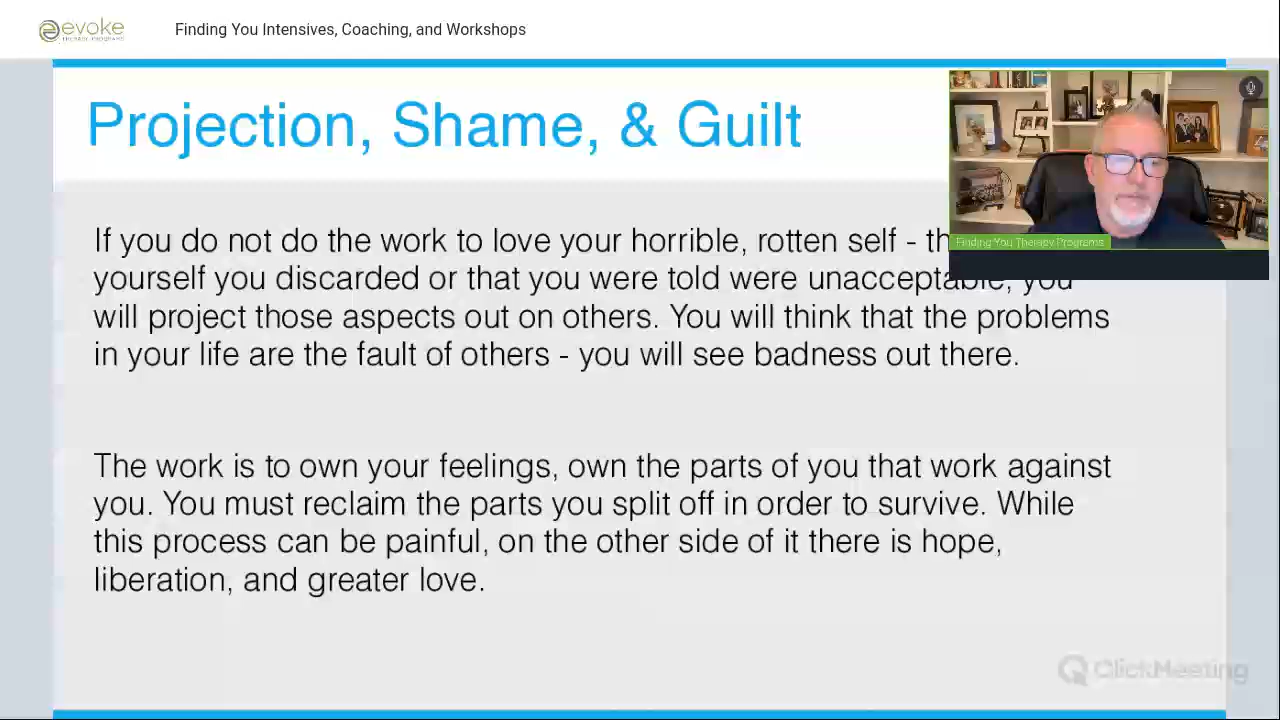 evoke
THERAPY PROGRAMS
Finding You Intensives, Coaching, and Workshops
Projection, Shame, & Guilt
If you do not do the work to love your horrible, rotten self - th
yourself you discarded or that you were told were unacceptable, you
will project those aspects out on others. You will think that the problems
in your life are the fault of others - you will see badness out there.
The work is to own your feelings, own the parts of you that work against
you. You must reclaim the parts you split off in order to survive. While
this process can be painful, on the other side of it there is hope,
liberation, and greater love.
Finding You Therapy Programs
ClickMeeting